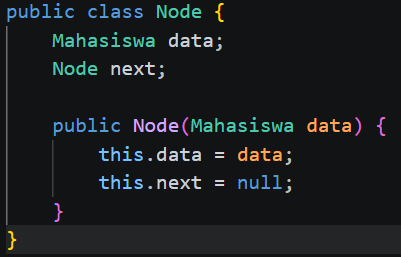 public class Node {
    Mahasiswa data;
    Node next;

    public Node(Mahasiswa data) {
        this.data = data;
        this.next = null;
    }
}